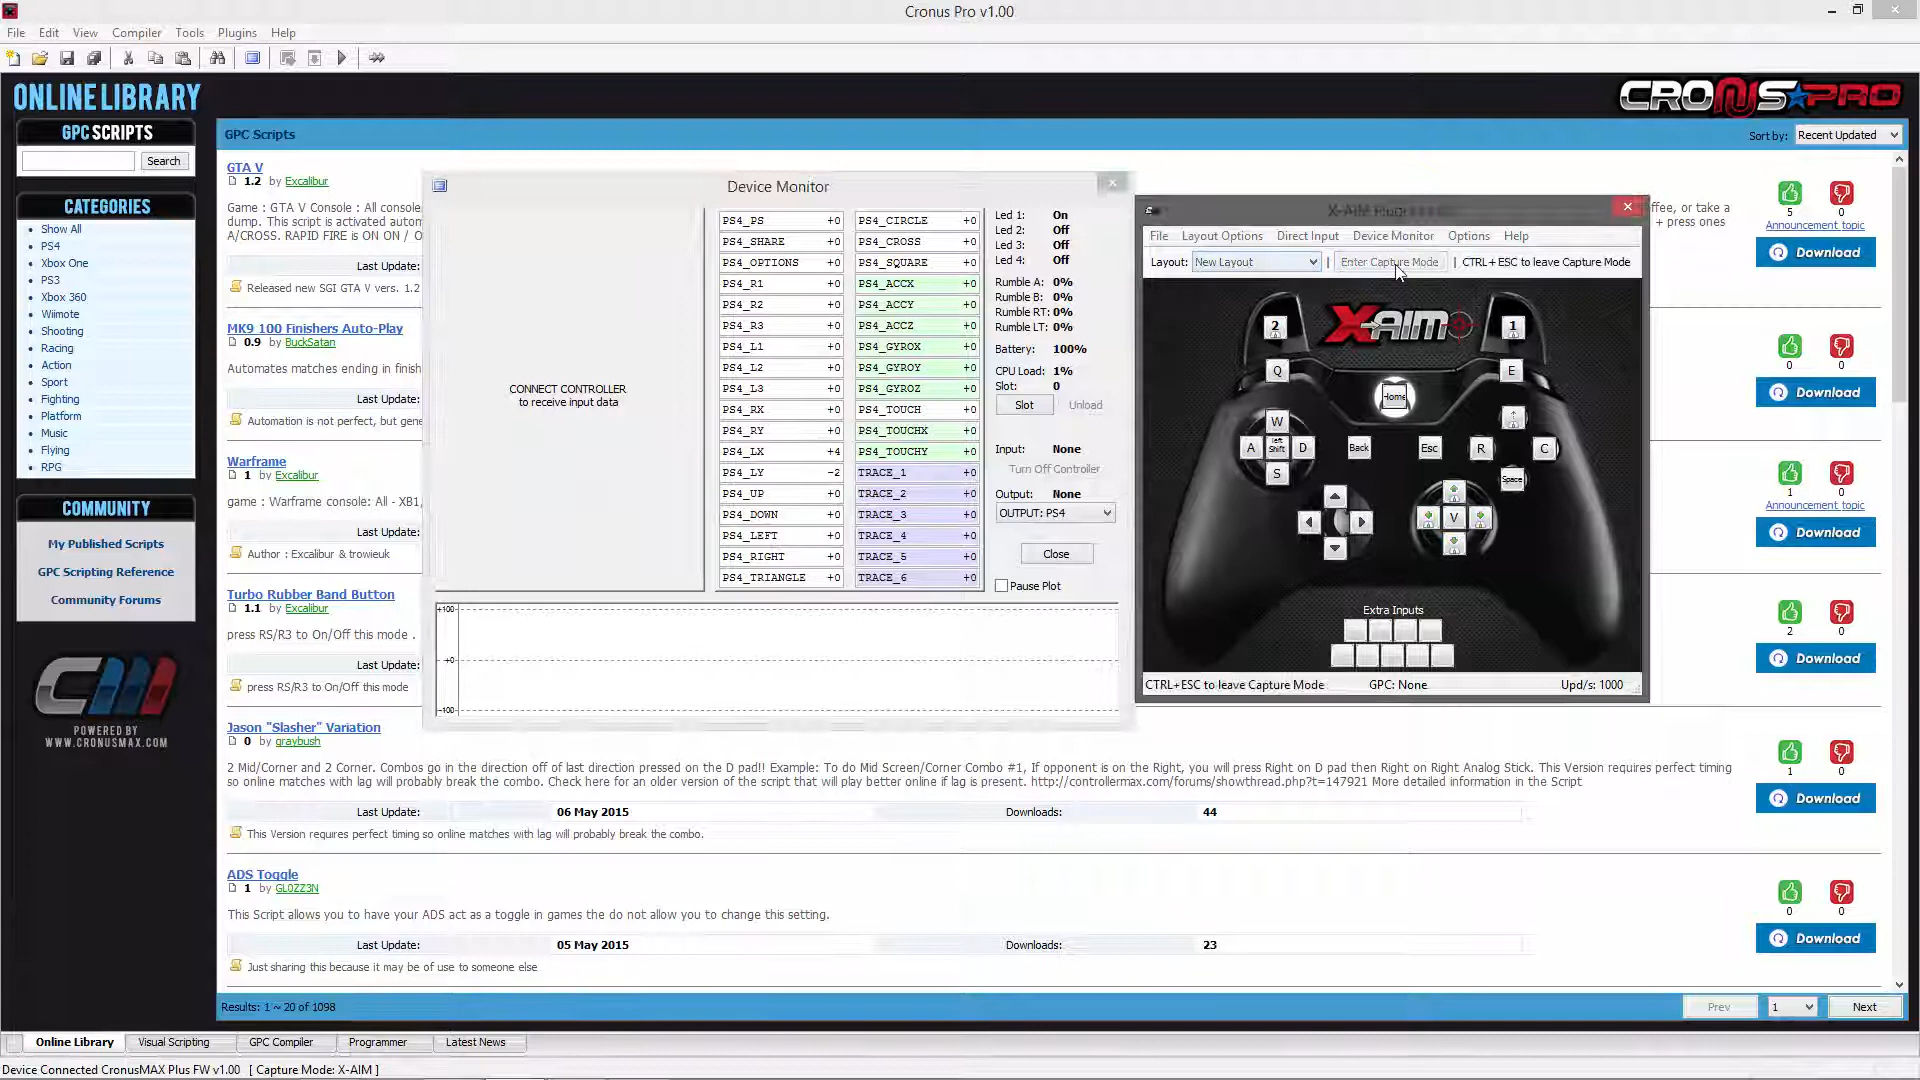 Cronus Pro v1.00
File Edit View Compiler Tools Plugins Help
ONLINE LIBRARY
CRONUS PRO
GPC SCRIPTS
Search
CATEGORIES
Show All
PS4
Xbox One
PS3
Xbox 360
Wiimote
Shooting
Racing
Action
Sport
Fighting
Platform
Music
Flying
RPG
COMMUNITY
My Published Scripts
GPC Scripting Reference
Community Forums
CM
POWERED BY
WWW.CRONUSMAX.COM
GPC Scripts
Sort by: Recent Updated
GTA V
1.2 by Excalibur
Game : GTA V Console : All console
dump. This script is activated autom
A/CROSS. RAPID FIRE is ON ON / O
ffee, or take a
+ press ones
Last Update:
Released new SGI GTA V vers. 1.2
5 0
Announcement topic
Download
MK9 100 Finishers Auto-Play
0.9 by BuckSatan
Automates matches ending in finish
Last Update:
Automation is not perfect, but gene
0 0
Download
Warframe
1 by Excalibur
game : Warframe console: All - XB1,
Last Update:
Author : Excalibur & trowieuk
1 0
Announcement topic
Download
Turbo Rubber Band Button
1.1 by Excalibur
press RS/R3 to On/Off this mode .
Last Update:
press RS/R3 to On/Off this mode
2 0
Download
Jason "Slasher" Variation
0 by graybush
2 Mid/Corner and 2 Corner. Combos go in the direction off of last direction pressed on the D pad!! Example: To do Mid Screen/Corner Combo #1, If opponent is on the Right, you will press Right on D pad then Right on Right Analog Stick. This Version requires perfect timing
so online matches with lag will probably break the combo. Check here for an older version of the script that will play better online if lag is present. http://controllermax.com/forums/showthread.php?t=147921 More detailed information in the Script
Last Update: 06 May 2015 Downloads: 44
This Version requires perfect timing so online matches with lag will probably break the combo.
1 0
Download
ADS Toggle
1 by GL0ZZ3N
This Script allows you to have your ADS act as a toggle in games the do not allow you to change this setting.
Last Update: 05 May 2015 Downloads: 23
Just sharing this because it may be of use to someone else
0 0
Download
Results: 1 ~ 20 of 1098
Prev 1 Next
Device Monitor
CONNECT CONTROLLER
to receive input data
PS4_PS +0 PS4_CIRCLE +0
PS4_SHARE +0 PS4_CROSS +0
PS4_OPTIONS +0 PS4_SQUARE +0
PS4_R1 +0 PS4_ACCX +0
PS4_R2 +0 PS4_ACCY +0
PS4_R3 +0 PS4_ACCZ +0
PS4_L1 +0 PS4_GYROX +0
PS4_L2 +0 PS4_GYROY +0
PS4_L3 +0 PS4_GYROZ +0
PS4_RX +0 PS4_TOUCH +0
PS4_RY +0 PS4_TOUCHX +0
PS4_LX +4 PS4_TOUCHY +0
PS4_LY -2 TRACE_1 +0
PS4_UP +0 TRACE_2 +0
PS4_DOWN +0 TRACE_3 +0
PS4_LEFT +0 TRACE_4 +0
PS4_RIGHT +0 TRACE_5 +0
PS4_TRIANGLE +0 TRACE_6 +0
Led 1: On
Led 2: Off
Led 3: Off
Led 4: Off
Rumble A: 0%
Rumble B: 0%
Rumble RT: 0%
Rumble LT: 0%
Battery: 100%
CPU Load: 1%
Slot: 0
Slot Unload
Input: None
Turn Off Controller
Output: None
OUTPUT: PS4
Close
Pause Plot
+100
+0
-100
File Layout Options Direct Input Device Monitor Options Help
Layout: New Layout | Enter Capture Mode | CTRL+ESC to leave Capture Mode
2 X-AIM 1
Q E
Home
W
A left Shift D Back Esc R C
S
Space
V
Extra Inputs
CTRL+ESC to leave Capture Mode GPC: None Upd/s: 1000
Online Library Visual Scripting GPC Compiler Programmer Latest News
Device Connected CronusMAX Plus FW v1.00 [ Capture Mode: X-AIM ]